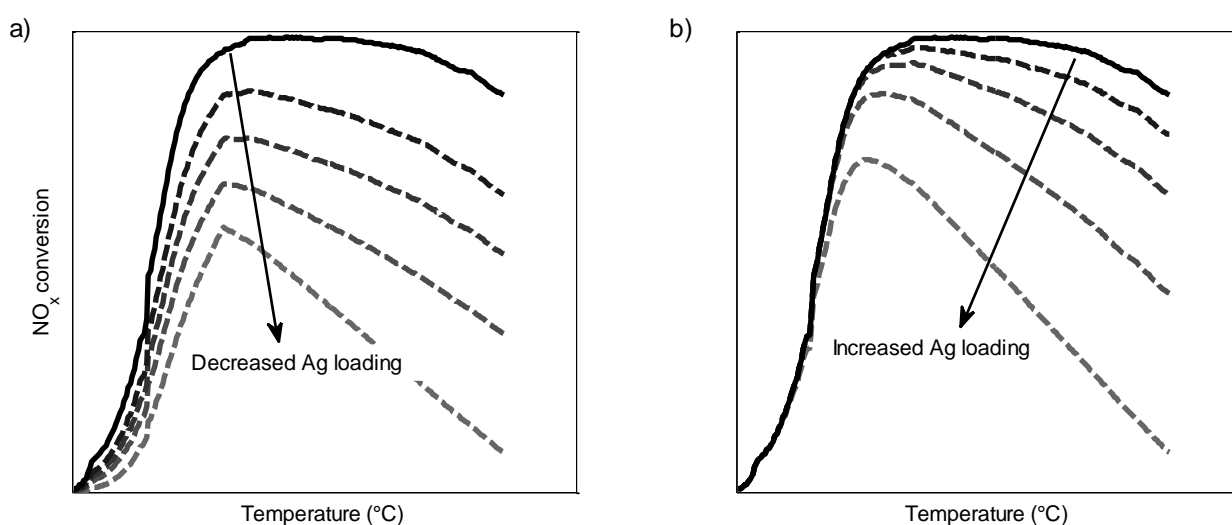 a)
NOx conversion
Decreased Ag loading
Temperature (°C)
b)
Increased Ag loading
Temperature (°C)